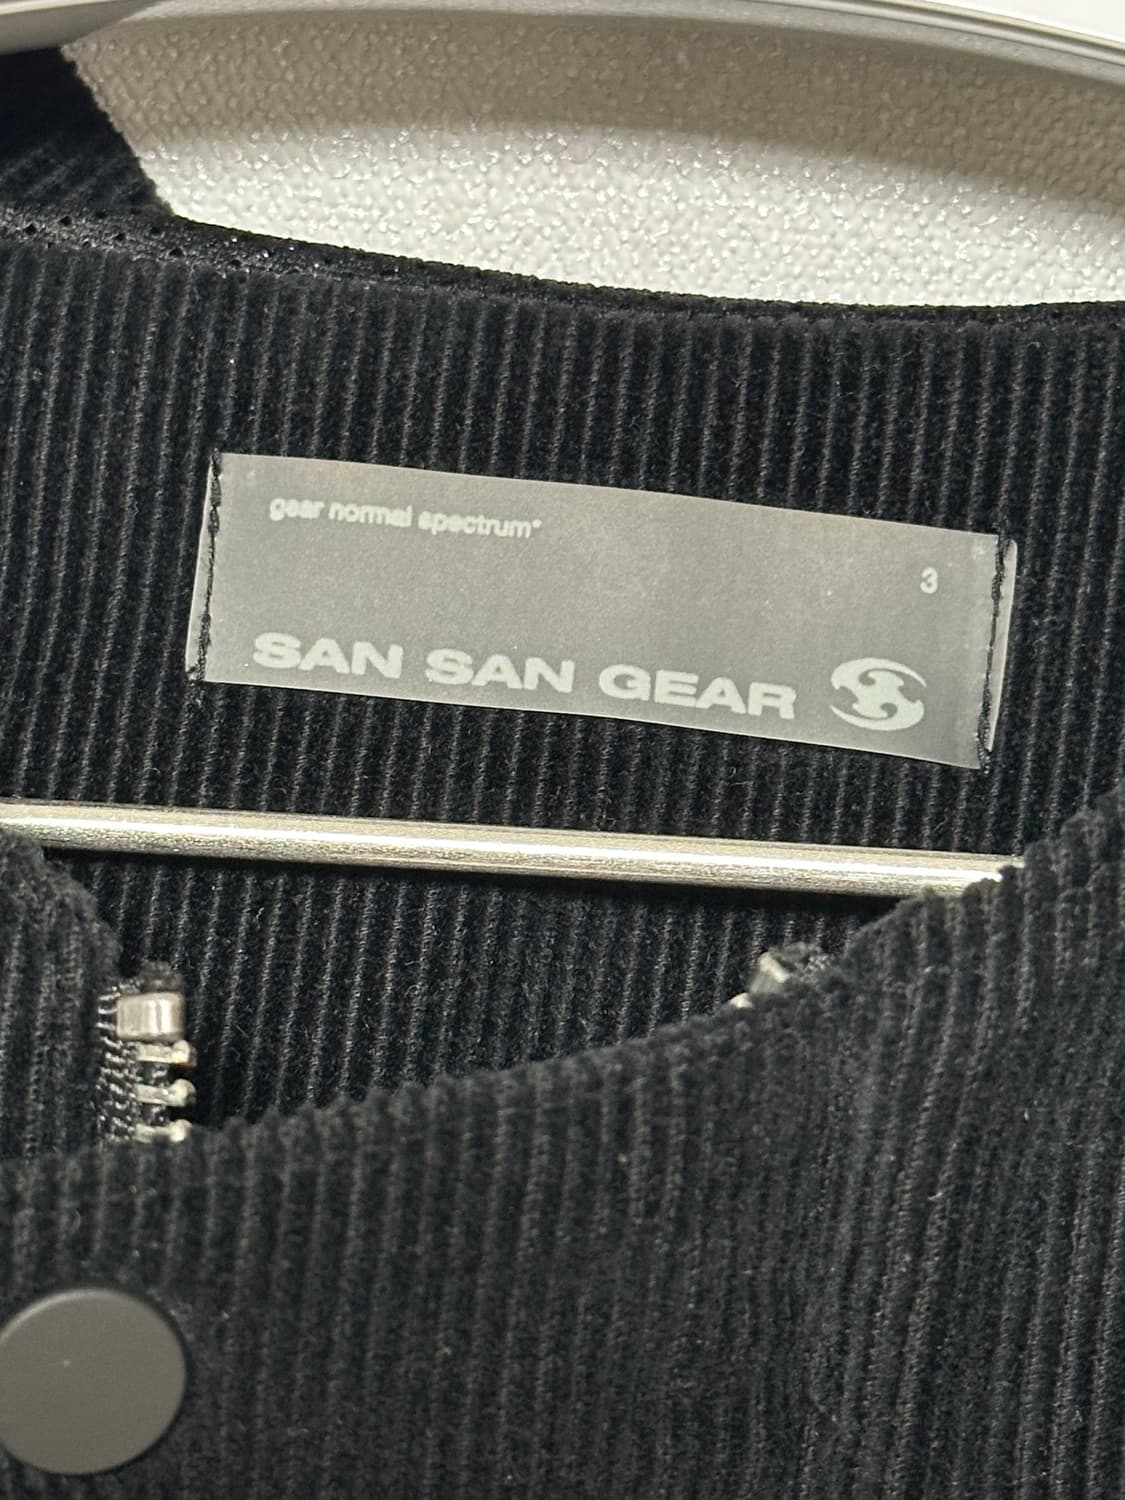 gear normal spectrum*
3
SAN SAN GEAR